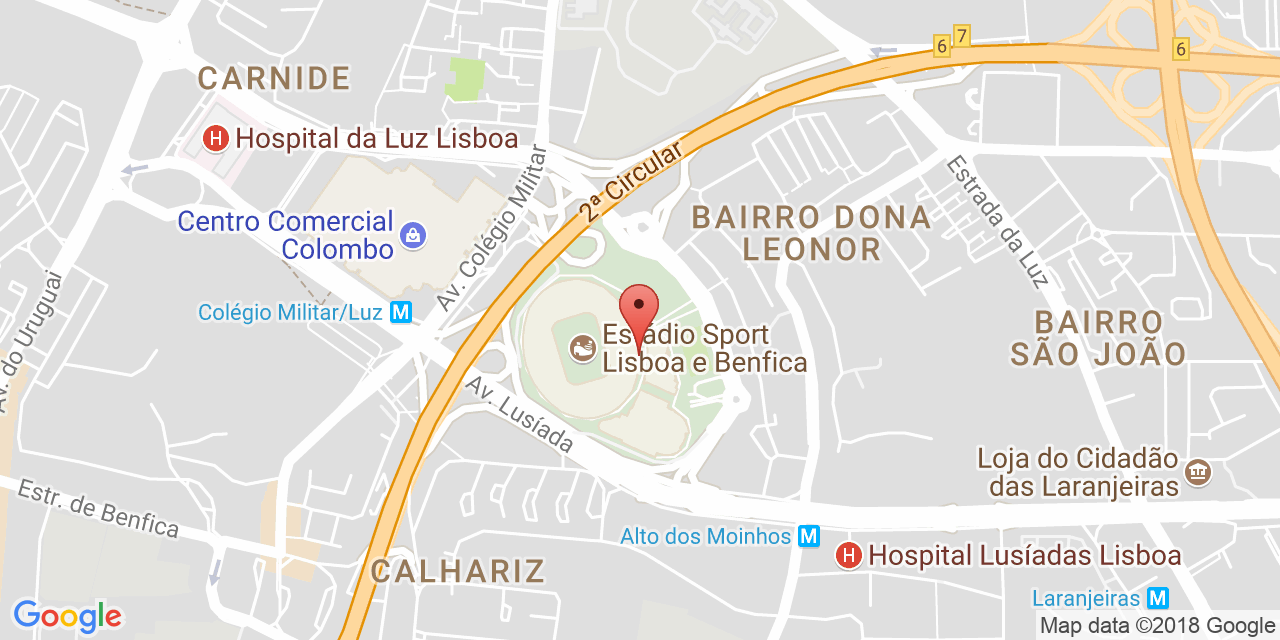 6
7
6
CARNIDE
H
Hospital da Luz Lisboa
Av. Colégio Militar
2ª Circular
Estrada da Luz
Centro Comercial
Colombo
BAIRRO DONA
LEONOR
Av. do Uruguai
Colégio Militar/Luz M
BAIRRO
SÃO JOÃO
Estádio Sport
Lisboa e Benfica
Av. Lusíada
Loja do Cidadão
das Laranjeiras
Estr. de Benfica
Alto dos Moinhos M
H
Hospital Lusíadas Lisboa
CALHARIZ
Laranjeiras M
Google
Map data ©2018 Google